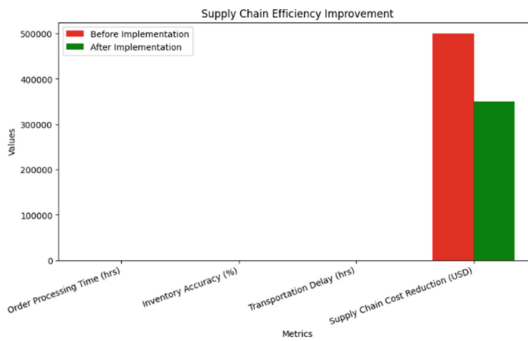 Supply Chain Efficiency Improvement
Before Implementation
After Implementation
500000
400000
300000
200000
100000
0
Values
Order Processing Time (hrs)
Inventory Accuracy (%)
Transportation Delay (hrs)
Supply Chain Cost Reduction (USD)
Metrics